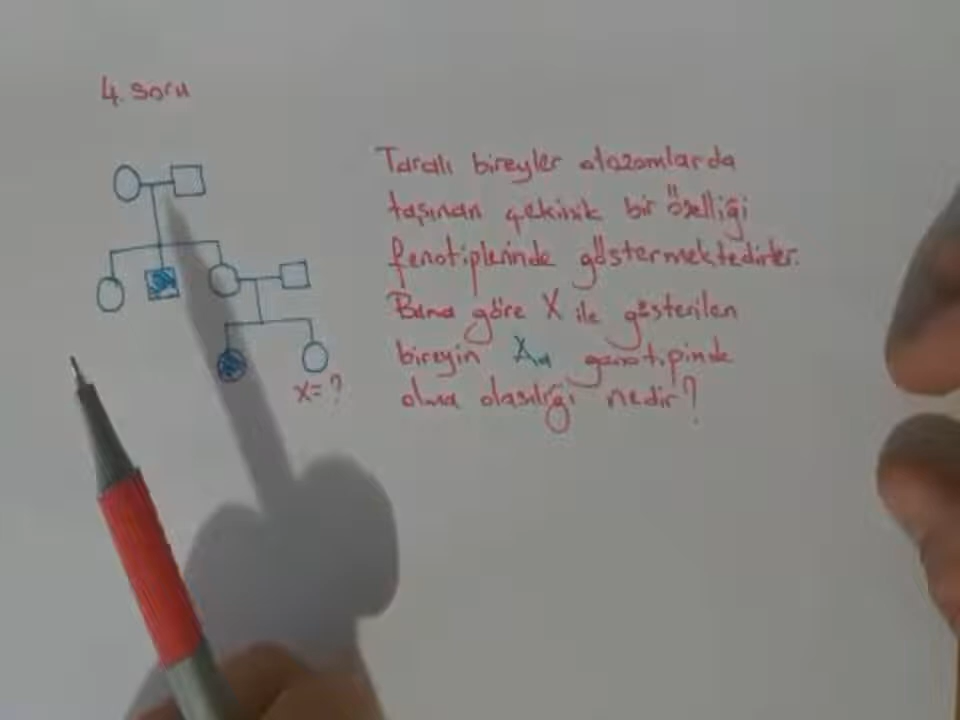 4. soru
Taralı bireyler otozomlarda
taşınan çekinik bir özelliği
fenotiplerinde göstermektedirler.
Buna göre X ile gösterilen
bireyin Aa genotipinde
olma olasılığı nedir?
x=?